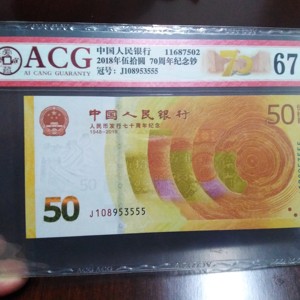 ACG
AI CANG GUARANTY
中国人民银行 11687502
2018年伍拾圆 70周年纪念钞
冠号: J108953555
70
67
中国人民银行
人民币发行七十周年纪念
1948-2018
50
50
J108953555